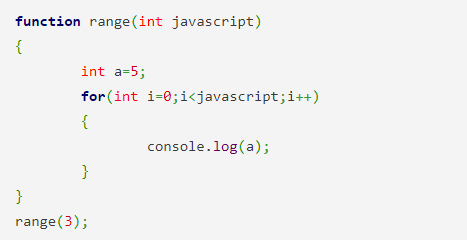 function range(int javascript)
{
int a=5;
for(int i=0;i<javascript;i++)
{
console.log(a);
}
}
range(3);